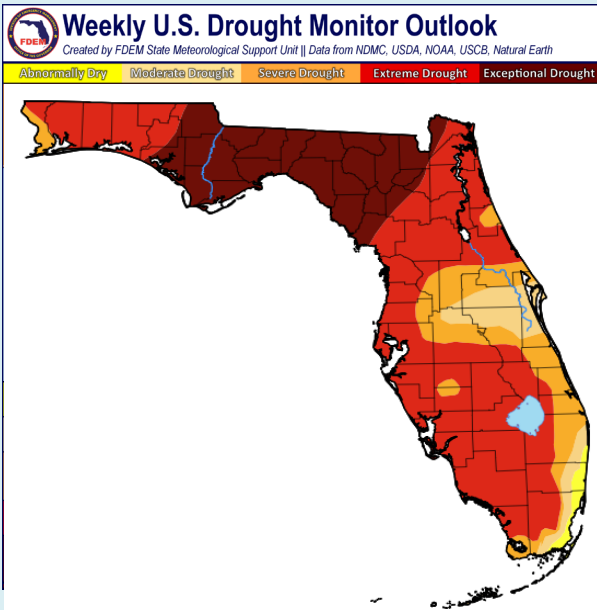 Weekly U.S. Drought Monitor Outlook
Created by FDEM State Meteorological Support Unit || Data from NDMC, USDA, NOAA, USCB, Natural Earth
FDEM
Abnormally Dry Moderate Drought Severe Drought Extreme Drought Exceptional Drought